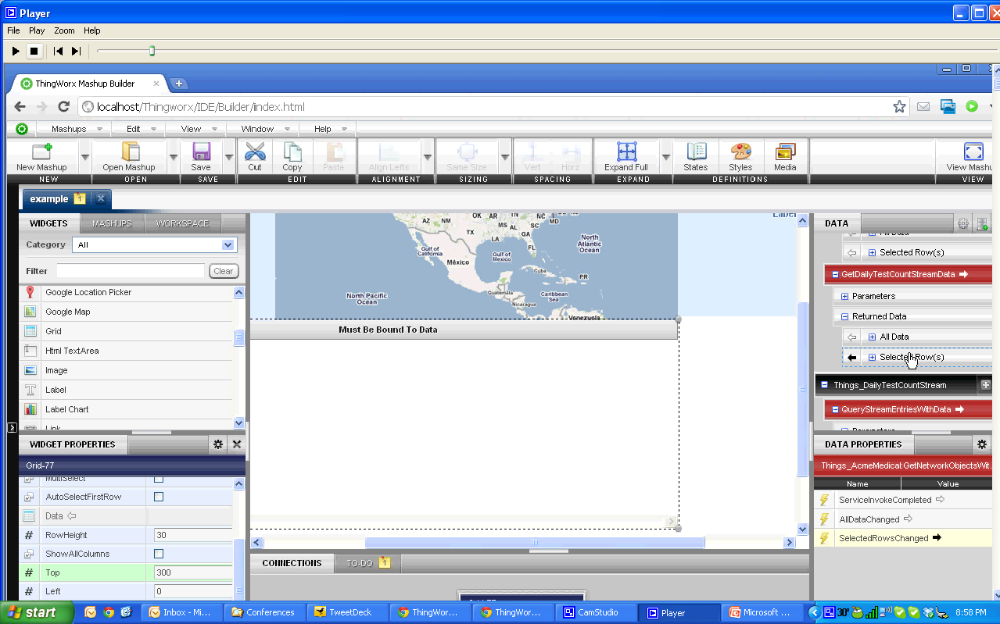 Player
File Play Zoom Help
ThingWorx Mashup Builder
localhost/Thingworx/IDE/Builder/index.html
Mashups Edit View Window Help
New Mashup Open Mashup Save Cut Copy Paste Align Lefts Same Size Vert Horz Expand Full States Styles Media View Mashu
NEW OPEN SAVE EDIT ALIGNMENT SIZING SPACING EXPAND DEFINITIONS VIEW
example 1
WIDGETS MASHUPS WORKSPACE
Category All
Filter Clear
Google Location Picker
Google Map
Grid
Html TextArea
Image
Label
Label Chart
Link
WIDGET PROPERTIES
Grid-77
MultiSelect
AutoSelectFirstRow
Data
# RowHeight 30
ShowAllColumns
# Top 300
# Left 0
OK AR TN NC
AZ NM MS AL SC MD
TX LA GA
FL
Gulf of California
Gulf of Mexico
North Atlantic Ocean
México
Cuba
PR
Guatemala
Caribbean Sea
Nicaragua
North Pacific Ocean
Venezuela
Label
Must Be Bound To Data
CONNECTIONS TO-DO 1
DATA
All Data
Selected Row(s)
GetDailyTestCountStreamData
Parameters
Returned Data
All Data
Selected Row(s)
Things_DailyTestCountStream
QueryStreamEntriesWithData
Parameters
DATA PROPERTIES
Things_AcmeMedical:GetNetworkObjectsWit...
Name Value
ServiceInvokeCompleted
AllDataChanged
SelectedRowsChanged
start Inbox - Mi... Conferences TweetDeck ThingWor... ThingWor... CamStudio Player Microsoft ... 30° 8:58 PM